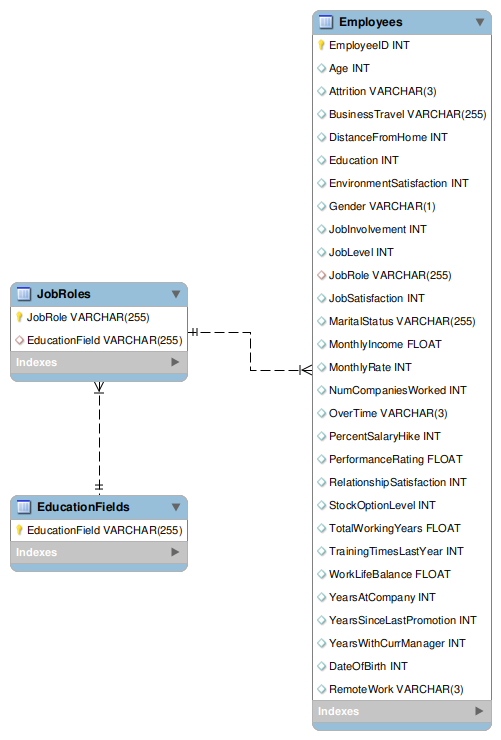 Employees
EmployeeID INT
Age INT
Attrition VARCHAR(3)
BusinessTravel VARCHAR(255)
DistanceFromHome INT
Education INT
EnvironmentSatisfaction INT
Gender VARCHAR(1)
JobInvolvement INT
JobLevel INT
JobRole VARCHAR(255)
JobSatisfaction INT
MaritalStatus VARCHAR(255)
MonthlyIncome FLOAT
MonthlyRate INT
NumCompaniesWorked INT
OverTime VARCHAR(3)
PercentSalaryHike INT
PerformanceRating FLOAT
RelationshipSatisfaction INT
StockOptionLevel INT
TotalWorkingYears FLOAT
TrainingTimesLastYear INT
WorkLifeBalance FLOAT
YearsAtCompany INT
YearsSinceLastPromotion INT
YearsWithCurrManager INT
DateOfBirth INT
RemoteWork VARCHAR(3)
Indexes
JobRoles
JobRole VARCHAR(255)
EducationField VARCHAR(255)
Indexes
EducationFields
EducationField VARCHAR(255)
Indexes